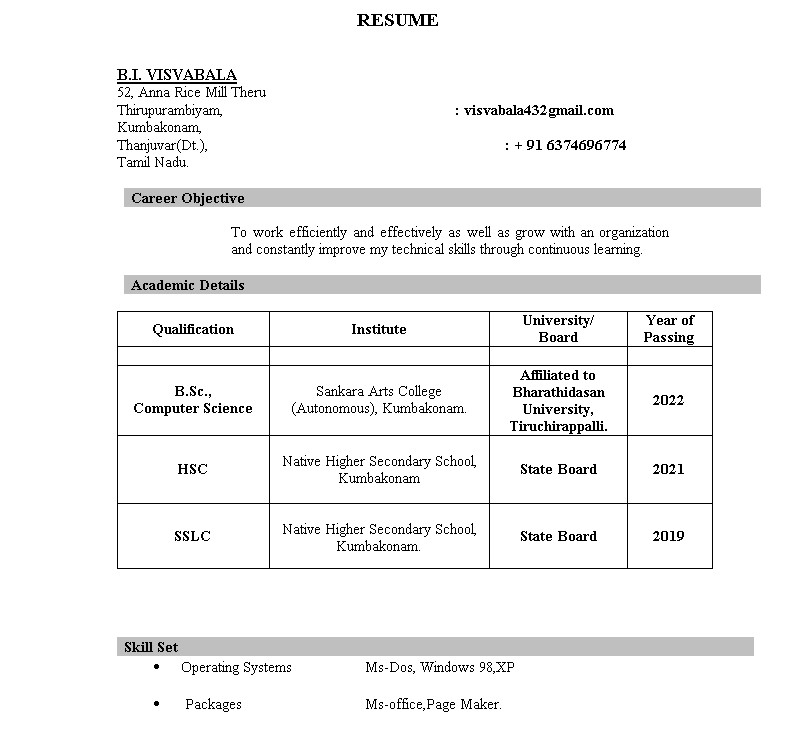 RESUME
B.I. VISVABALA
52, Anna Rice Mill Theru
Thirupurambiyam, : visvabala432gmail.com
Kumbakonam,
Thanjuvar(Dt.), : + 91 6374696774
Tamil Nadu.
Career Objective
To work efficiently and effectively as well as grow with an organization
and constantly improve my technical skills through continuous learning.
Academic Details
Qualification Institute University/ Board Year of Passing
B.Sc., Computer Science Sankara Arts College (Autonomous), Kumbakonam. Affiliated to Bharathidasan University, Tiruchirappalli. 2022
HSC Native Higher Secondary School, Kumbakonam State Board 2021
SSLC Native Higher Secondary School, Kumbakonam. State Board 2019
Skill Set
• Operating Systems Ms-Dos, Windows 98,XP
• Packages Ms-office,Page Maker.